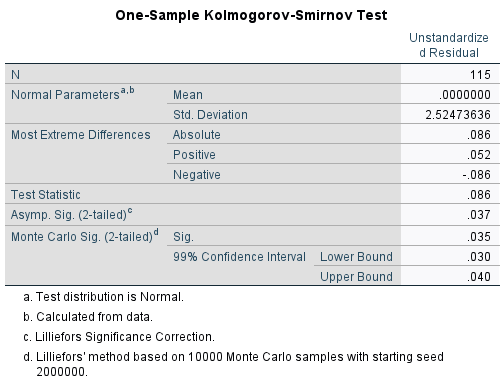 One-Sample Kolmogorov-Smirnov Test
Unstandardize
d Residual
N 115
Normal Parametersa,b Mean .0000000
Std. Deviation 2.52473636
Most Extreme Differences Absolute .086
Positive .052
Negative -.086
Test Statistic .086
Asymp. Sig. (2-tailed)c .037
Monte Carlo Sig. (2-tailed)d Sig. .035
99% Confidence Interval Lower Bound .030
Upper Bound .040
a. Test distribution is Normal.
b. Calculated from data.
c. Lilliefors Significance Correction.
d. Lilliefors' method based on 10000 Monte Carlo samples with starting seed
2000000.